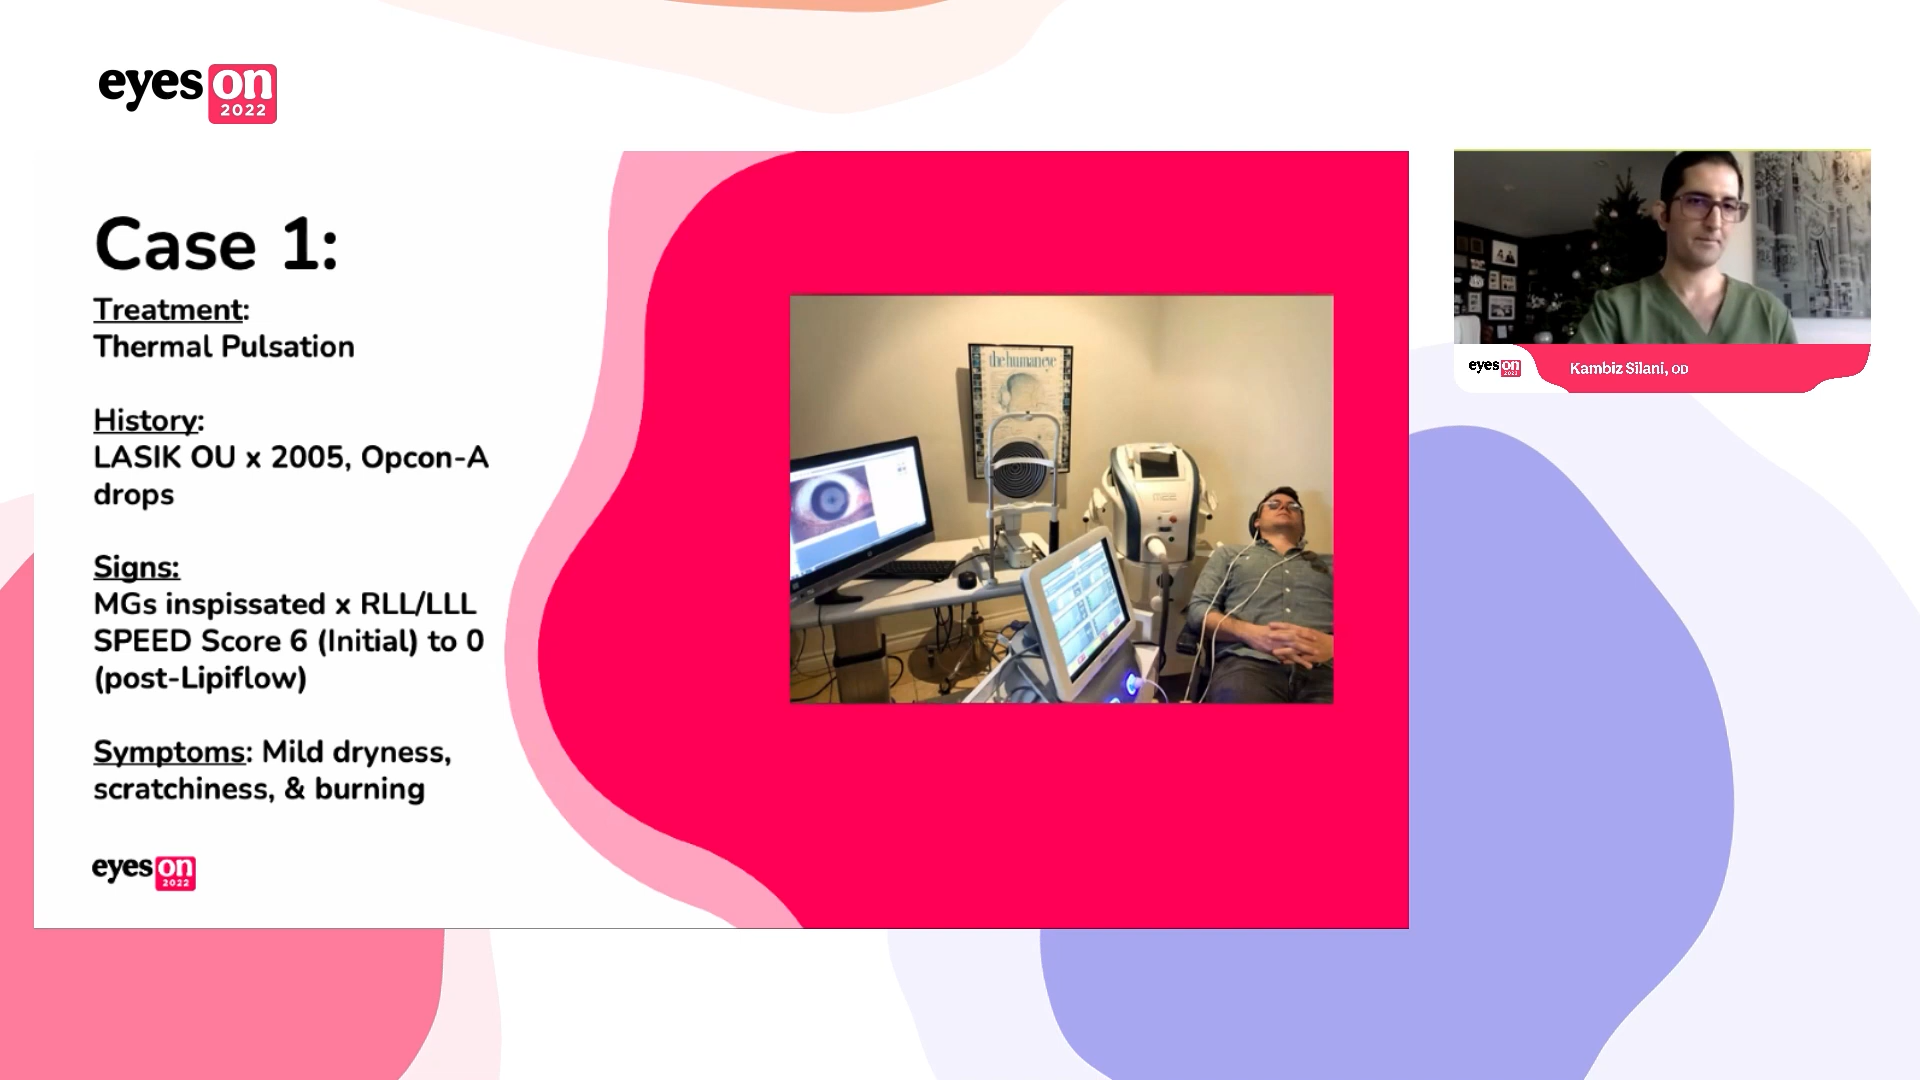 eyes on
2022
Case 1:
Treatment:
Thermal Pulsation
History:
LASIK OU x 2005, Opcon-A
drops
Signs:
MGs inspissated x RLL/LLL
SPEED Score 6 (Initial) to 0
(post-Lipiflow)
Symptoms: Mild dryness,
scratchiness, & burning
eyes on
2022
the human eye
M22
eyes on
2022
Kambiz Silani, OD